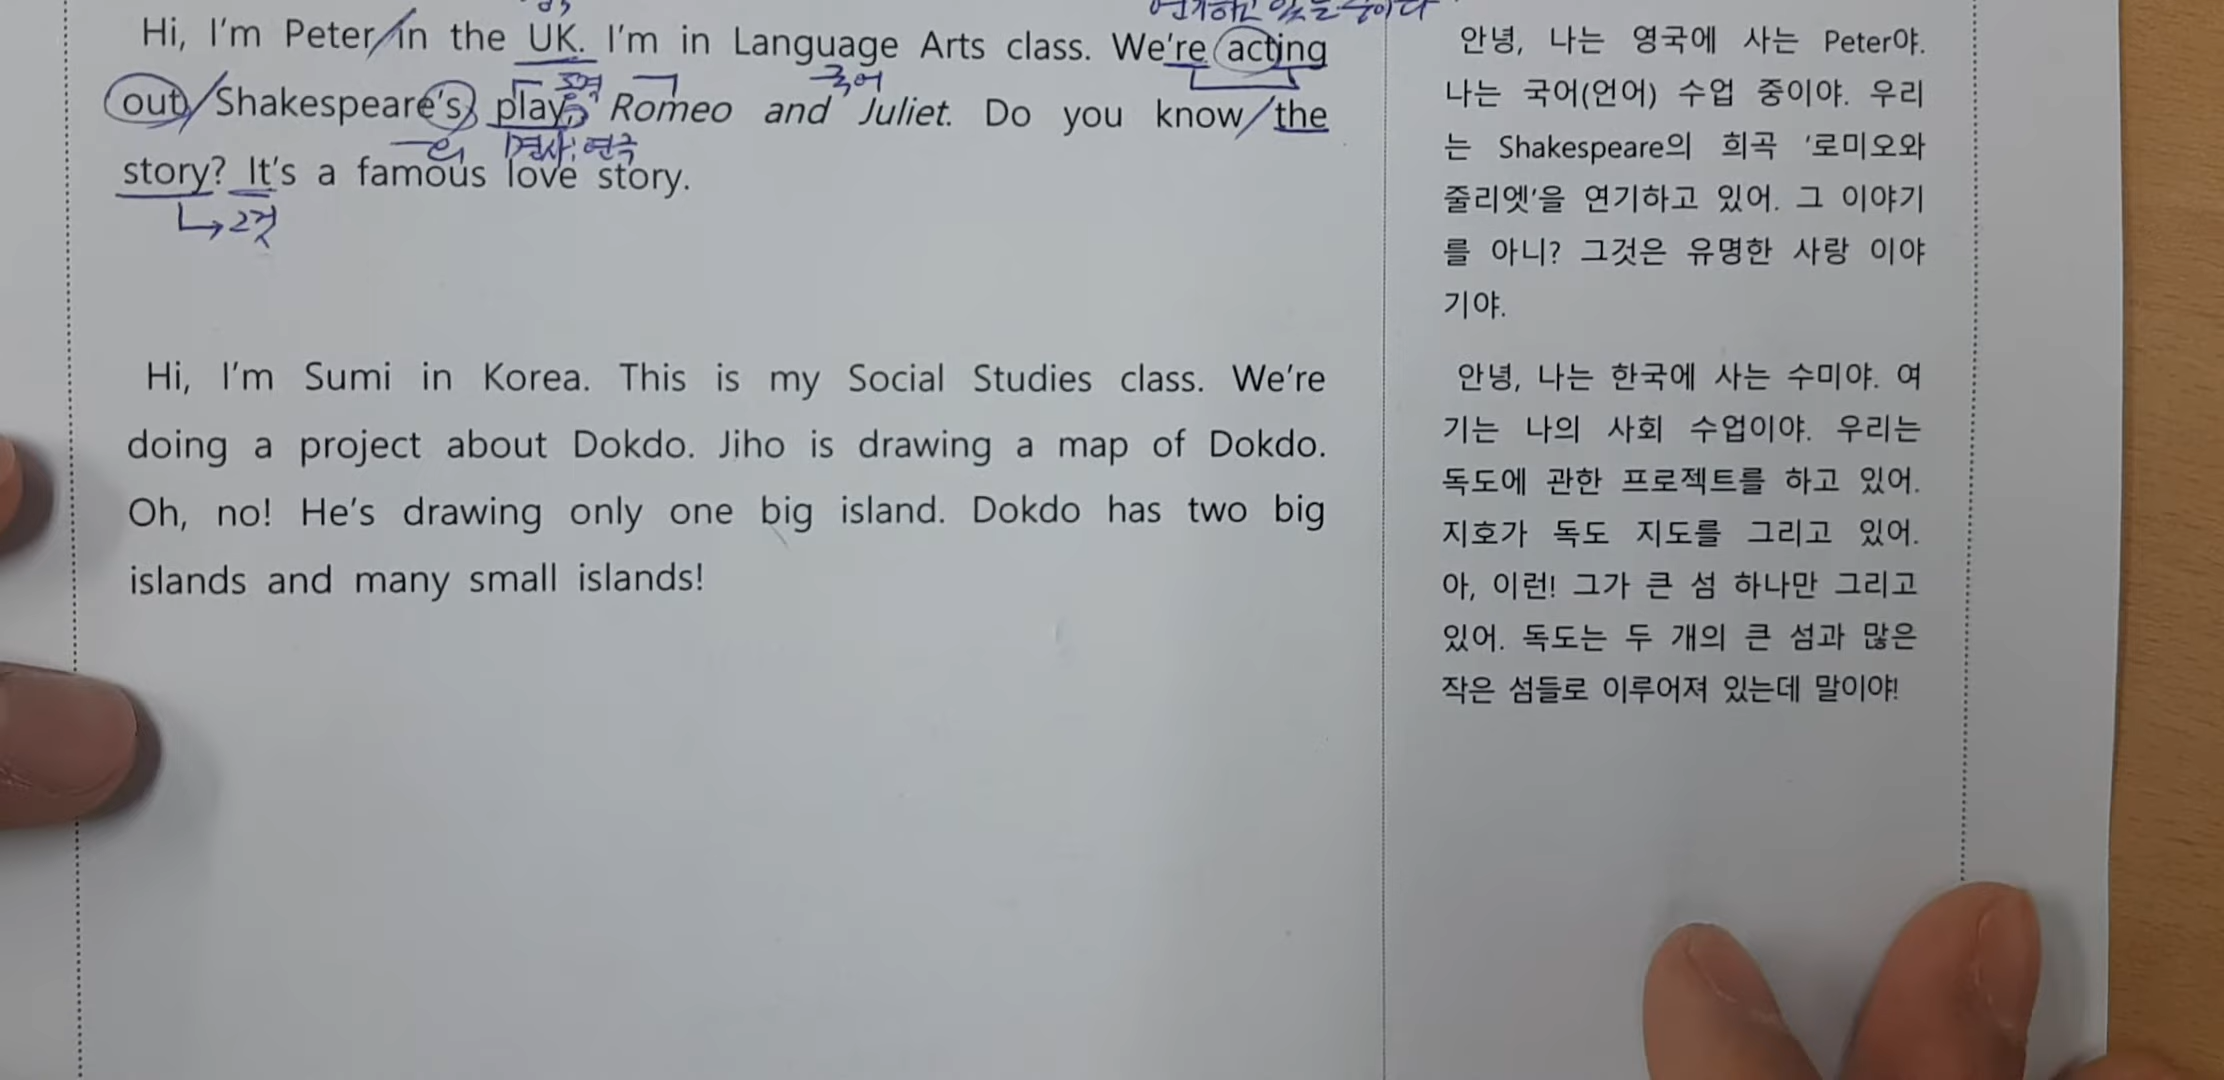 연기하고 있는 중이다
Hi, I'm Peter in the UK. I'm in Language Arts class. We're acting
국어
동격
out Shakespeare's play, Romeo and Juliet. Do you know the
의 명사: 연극
story? It's a famous love story.
그것
Hi, I'm Sumi in Korea. This is my Social Studies class. We're
doing a project about Dokdo. Jiho is drawing a map of Dokdo.
Oh, no! He's drawing only one big island. Dokdo has two big
islands and many small islands!
안녕, 나는 영국에 사는 Peter야.
나는 국어(언어) 수업 중이야. 우리
는 Shakespeare의 희곡 '로미오와
줄리엣'을 연기하고 있어. 그 이야기
를 아니? 그것은 유명한 사랑 이야
기야.
안녕, 나는 한국에 사는 수미야. 여
기는 나의 사회 수업이야. 우리는
독도에 관한 프로젝트를 하고 있어.
지호가 독도 지도를 그리고 있어.
아, 이런! 그가 큰 섬 하나만 그리고
있어. 독도는 두 개의 큰 섬과 많은
작은 섬들로 이루어져 있는데 말이야!